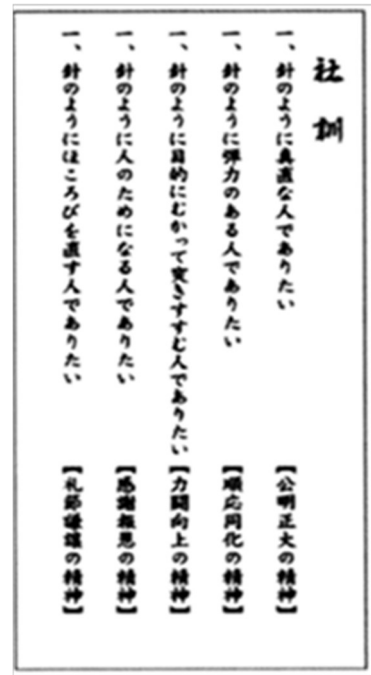 社訓
一、針のように真直な人でありたい【公明正大の精神】
一、針のように弾力のある人でありたい【順応同化の精神】
一、針のように目的にむかって突きすすむ人でありたい【力闘向上の精神】
一、針のように人のためになる人でありたい【感謝報恩の精神】
一、針のようにほころびを直す人でありたい【礼節謙譲の精神】